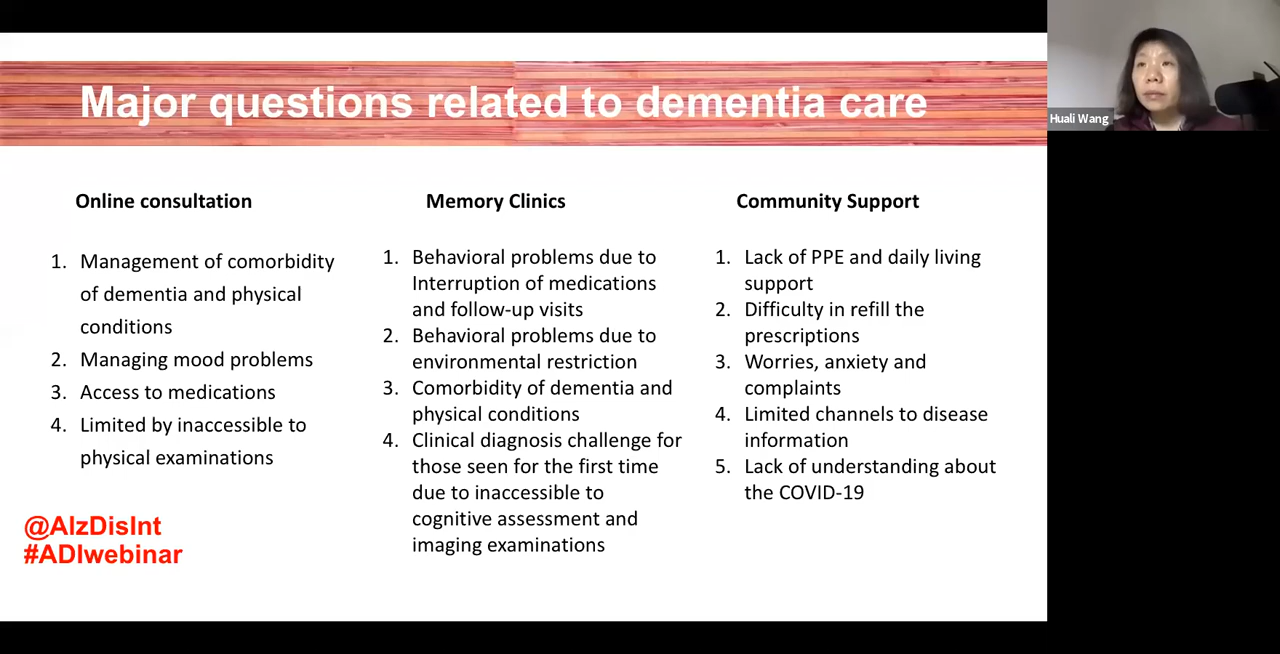 Major questions related to dementia care
Huali Wang
Online consultation
1. Management of comorbidity
of dementia and physical
conditions
2. Managing mood problems
3. Access to medications
4. Limited by inaccessible to
physical examinations
Memory Clinics
1. Behavioral problems due to
Interruption of medications
and follow-up visits
2. Behavioral problems due to
environmental restriction
3. Comorbidity of dementia and
physical conditions
4. Clinical diagnosis challenge for
those seen for the first time
due to inaccessible to
cognitive assessment and
imaging examinations
Community Support
1. Lack of PPE and daily living
support
2. Difficulty in refill the
prescriptions
3. Worries, anxiety and
complaints
4. Limited channels to disease
information
5. Lack of understanding about
the COVID-19
@AlzDisInt
#ADIwebinar